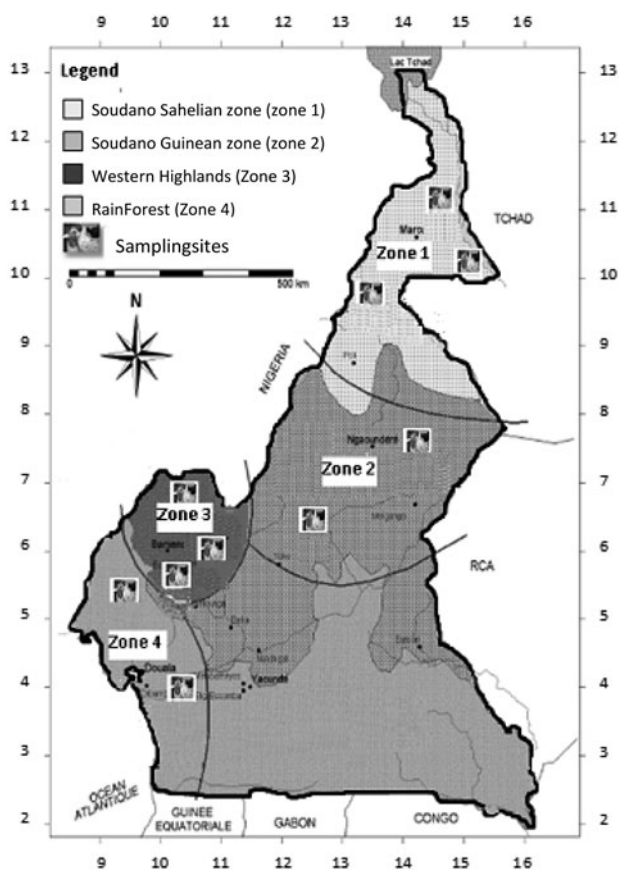 9 10 11 12 13 14 15 16
13 13
12 12
11 11
10 10
9 9
8 8
7 7
6 6
5 5
4 4
3 3
2 2
9 10 11 12 13 14 15 16
Legend
Soudano Sahelian zone (zone 1)
Soudano Guinean zone (zone 2)
Western Highlands (Zone 3)
RainForest (Zone 4)
Samplingsites
0 500 km
N
Lac Tchad
TCHAD
Zone 1
NIGERIA
Ngaoundéré
Zone 2
Zone 3
RCA
Zone 4
Douala
Yaounde
OCEAN
ATLANTIQUE
GUINEE
EQUATORIALE
GABON
CONGO